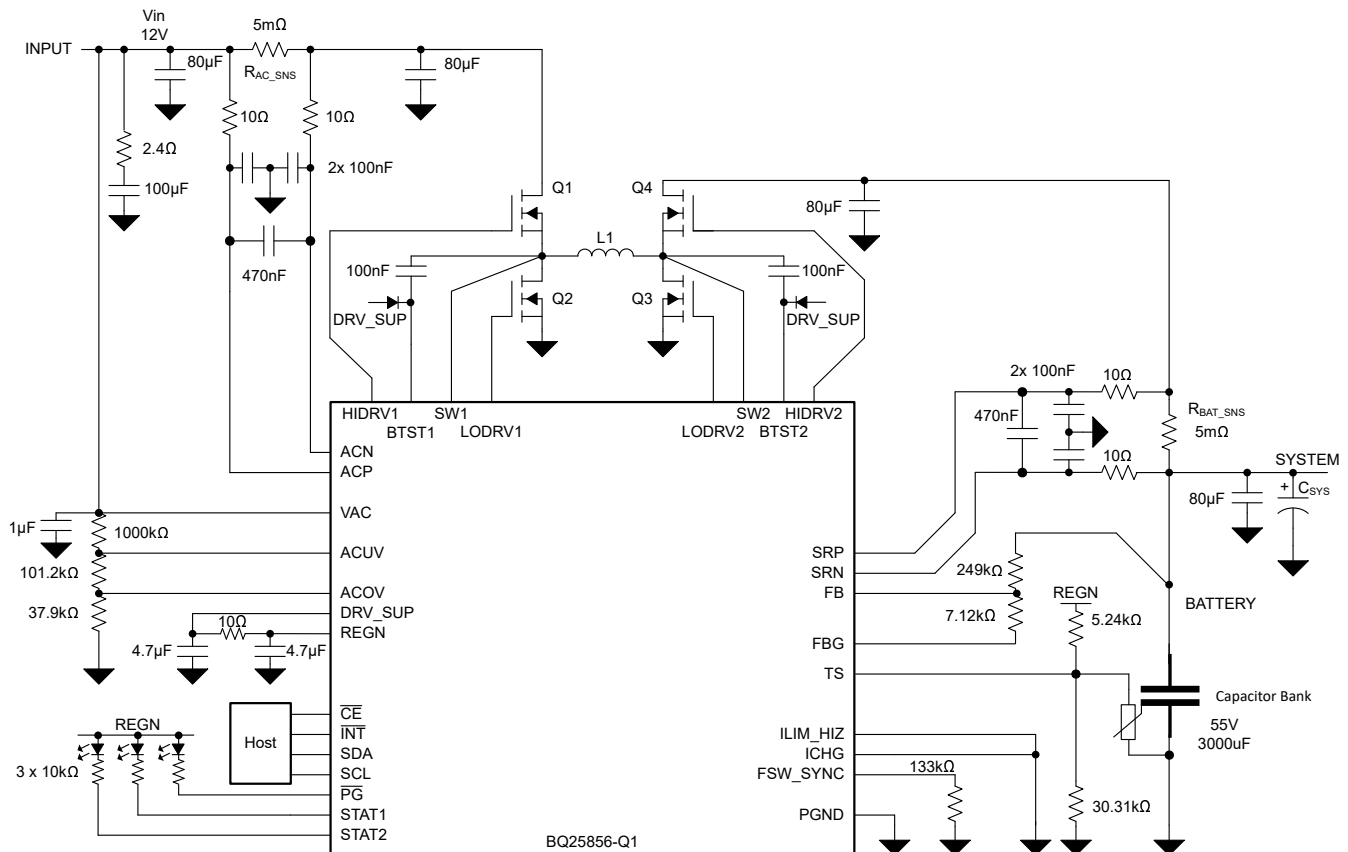 Vin
12V
INPUT
5mΩ
R_AC_SNS
80µF
80µF
10Ω
10Ω
2.4Ω
100µF
2x 100nF
470nF
Q1
Q4
80µF
L1
100nF
100nF
Q2
Q3
DRV_SUP
DRV_SUP
HIDRV1
BTST1
SW1
LODRV1
LODRV2
SW2
BTST2
HIDRV2
2x 100nF
10Ω
470nF
R_BAT_SNS
5mΩ
10Ω
SYSTEM
80µF
+
C_SYS
ACN
ACP
1µF
VAC
1000kΩ
ACUV
101.2kΩ
ACOV
37.9kΩ
DRV_SUP
10Ω
REGN
4.7µF
4.7µF
SRP
SRN
249kΩ
FB
7.12kΩ
FBG
REGN
5.24kΩ
BATTERY
TS
Capacitor Bank
55V
3000uF
Host
CE
INT
SDA
SCL
PG
STAT1
STAT2
REGN
3 x 10kΩ
ILIM_HIZ
ICHG
FSW_SYNC
133kΩ
PGND
30.31kΩ
BQ25856-Q1